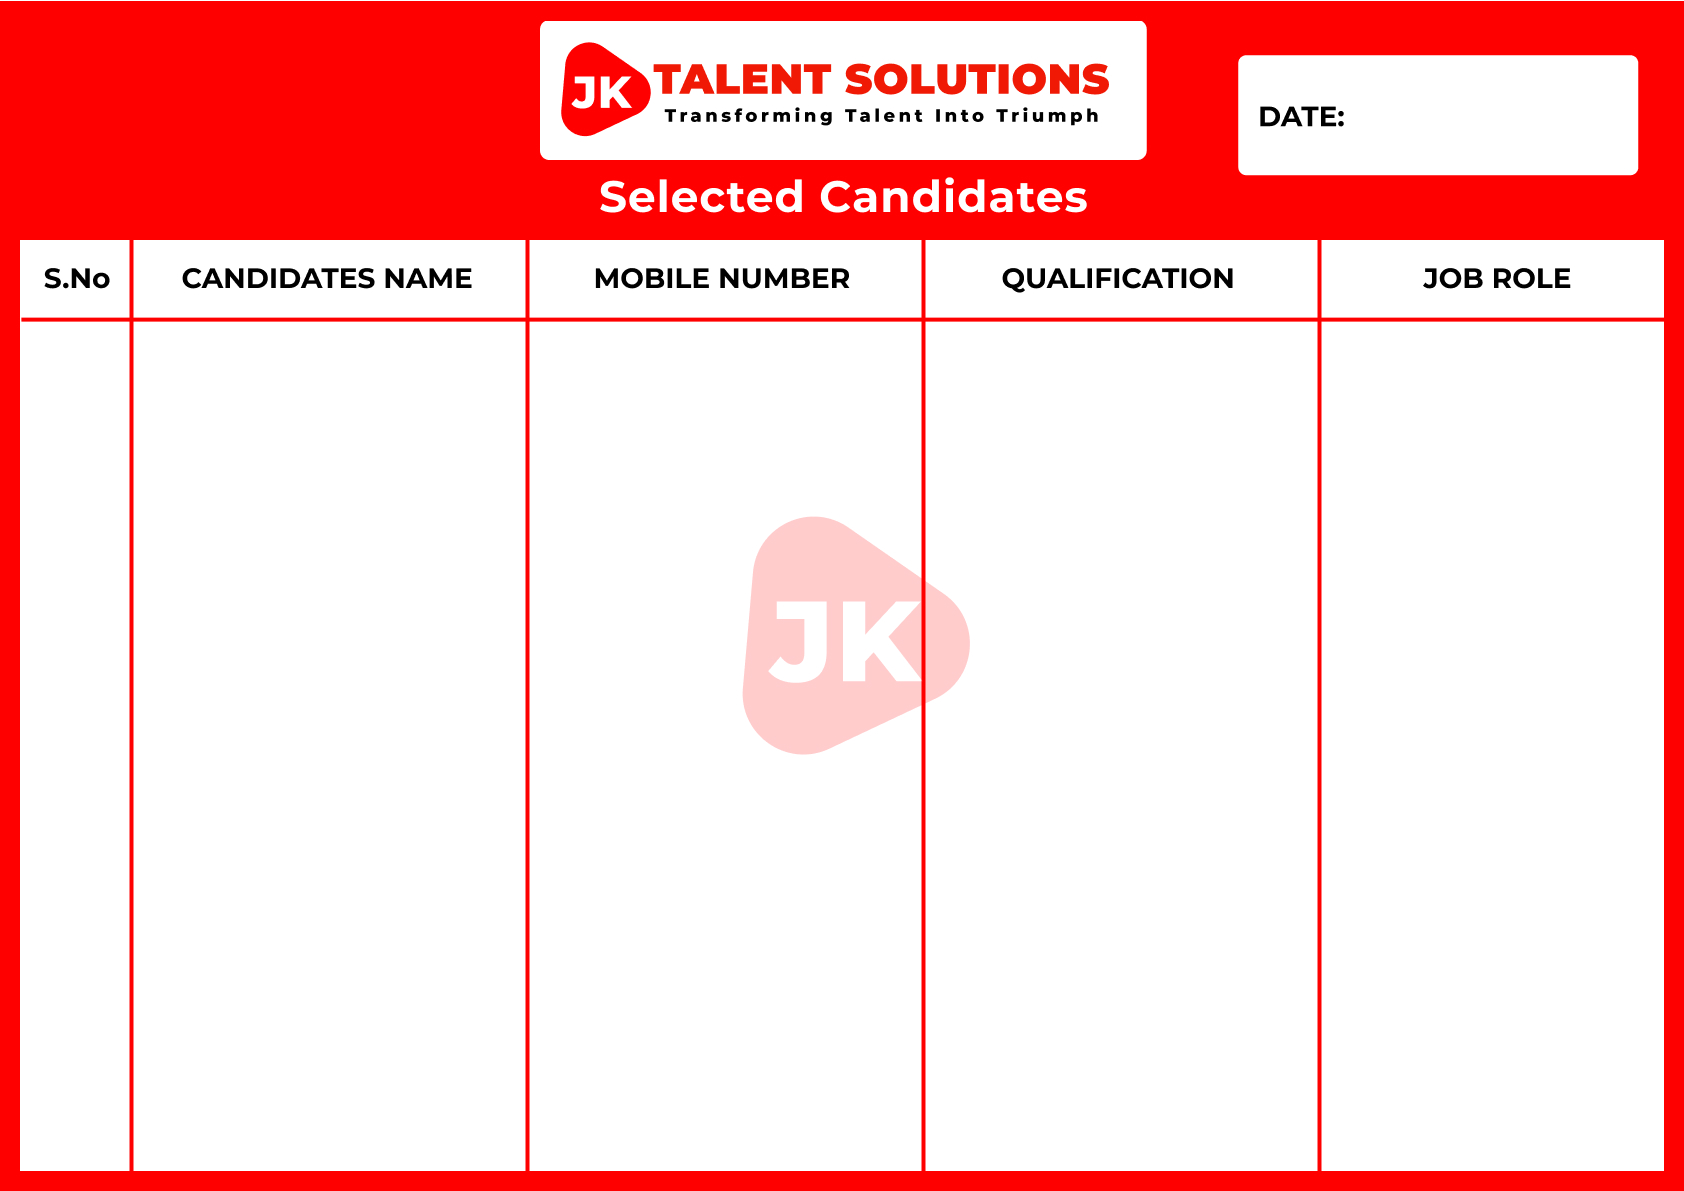 JK TALENT SOLUTIONS
Transforming Talent Into Triumph
DATE:
Selected Candidates
S.No CANDIDATES NAME MOBILE NUMBER QUALIFICATION JOB ROLE
JK